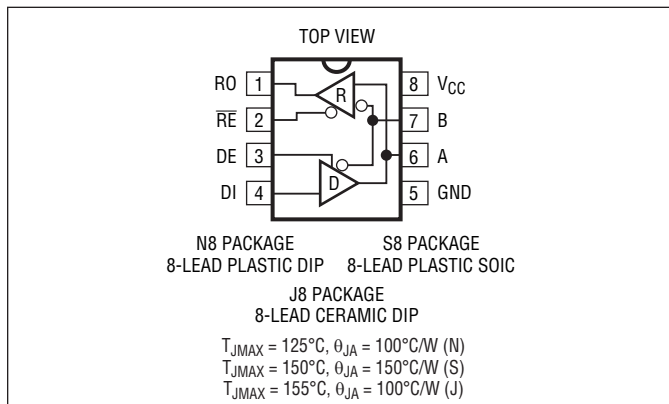 TOP VIEW
RO 1
R̅E̅ 2
DE 3
DI 4
R
D
8 VCC
7 B
6 A
5 GND
N8 PACKAGE
8-LEAD PLASTIC DIP
S8 PACKAGE
8-LEAD PLASTIC SOIC
J8 PACKAGE
8-LEAD CERAMIC DIP
TJMAX = 125°C, θJA = 100°C/W (N)
TJMAX = 150°C, θJA = 150°C/W (S)
TJMAX = 155°C, θJA = 100°C/W (J)